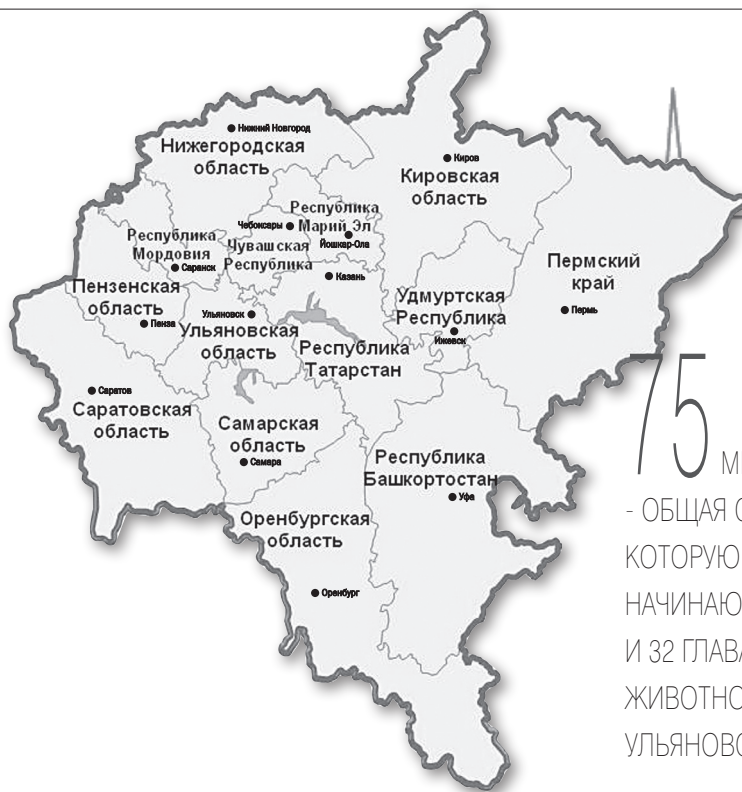 Нижний Новгород
Нижегородская
область
Киров
Кировская
область
Республика
Марий Эл
Йошкар-Ола
Чебоксары
Чувашская
Республика
Республика
Мордовия
Саранск
Казань
Пермский
край
Пермь
Пензенская
область
Пенза
Ульяновск
Ульяновская
область
Удмуртская
Республика
Ижевск
Республика
Татарстан
Саратов
Саратовская
область
Самарская
область
Самара
Республика
Башкортостан
Уфа
Оренбургская
область
Оренбург
75
- ОБЩАЯ
КОТОРУЮ
И 32